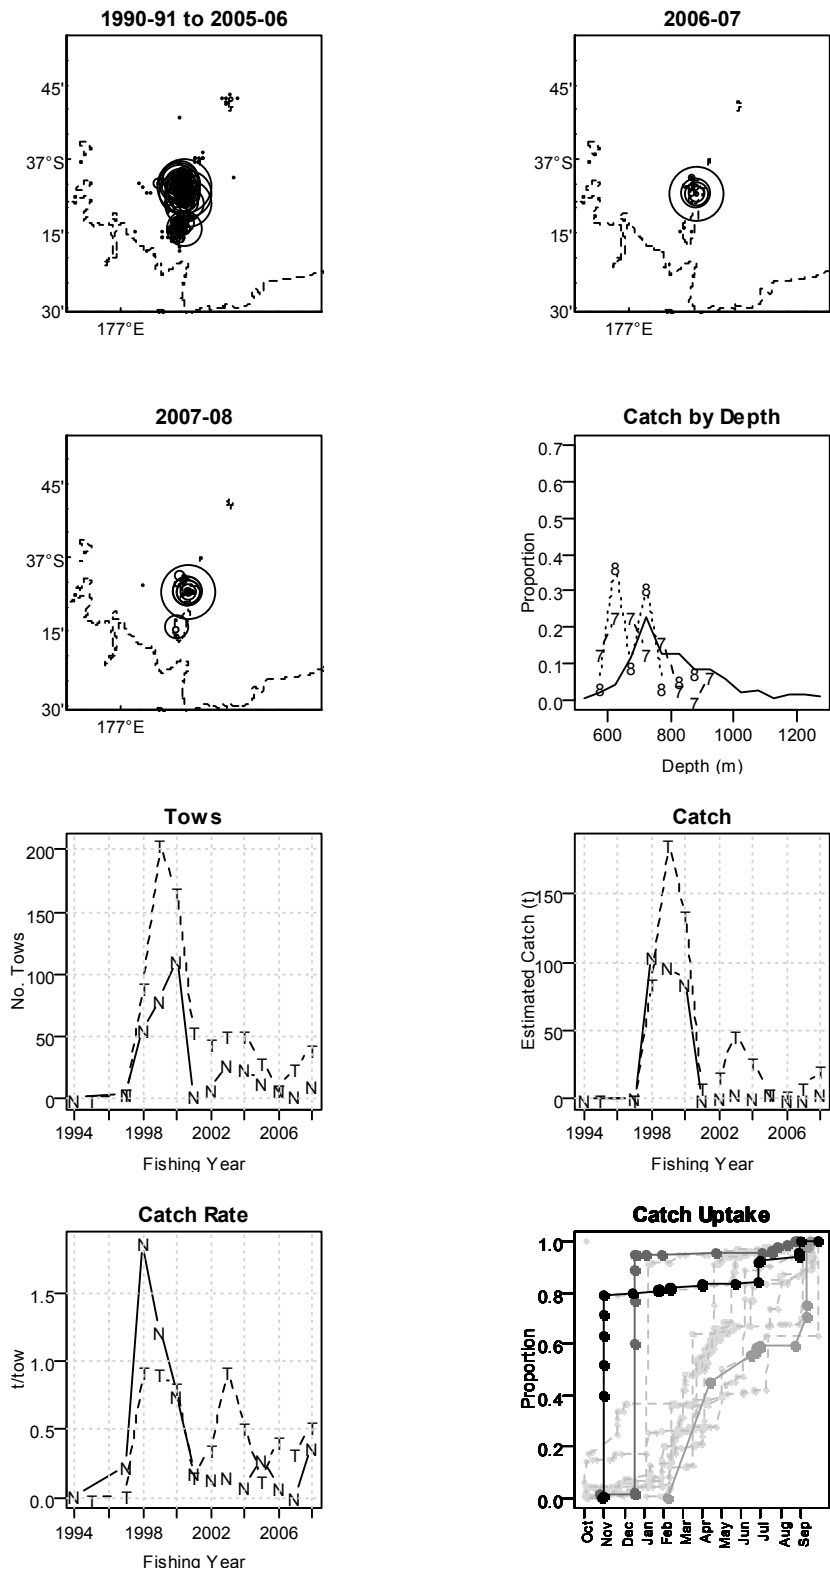 1990-91 to 2005-06
45'
37°S
15'
30'
177°E
2006-07
45'
37°S
15'
30'
177°E
2007-08
45'
37°S
15'
30'
177°E
Catch by Depth
Proportion
0.7
0.6
0.5
0.4
0.3
0.2
0.1
0.0
600 800 1000 1200
Depth (m)
Tows
No. Tows
200
150
100
50
0
1994 1998 2002 2006
Fishing Year
Catch
Estimated Catch (t)
150
100
50
0
1994 1998 2002 2006
Fishing Year
Catch Rate
t/tow
1.5
1.0
0.5
0.0
1994 1998 2002 2006
Fishing Year
Catch Uptake
Proportion
1.0
0.8
0.6
0.4
0.2
0.0
Oct Nov Dec Jan Feb Mar Apr May Jun Jul Aug Sep